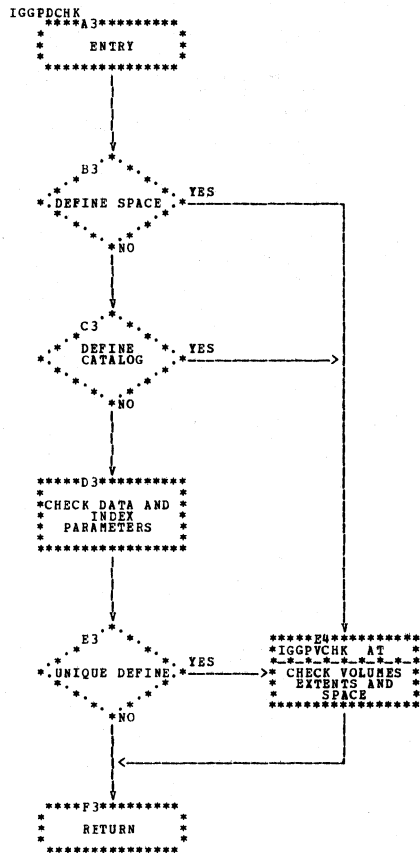 IGGPDCHK
A3
ENTRY
B3
DEFINE SPACE
YES
NO
C3
DEFINE
CATALOG
YES
NO
D3
CHECK DATA AND
INDEX
PARAMETERS
E3
UNIQUE DEFINE
YES
NO
E4
IGGPVCHK AT
CHECK VOLUMES
EXTENTS AND
SPACE
F3
RETURN